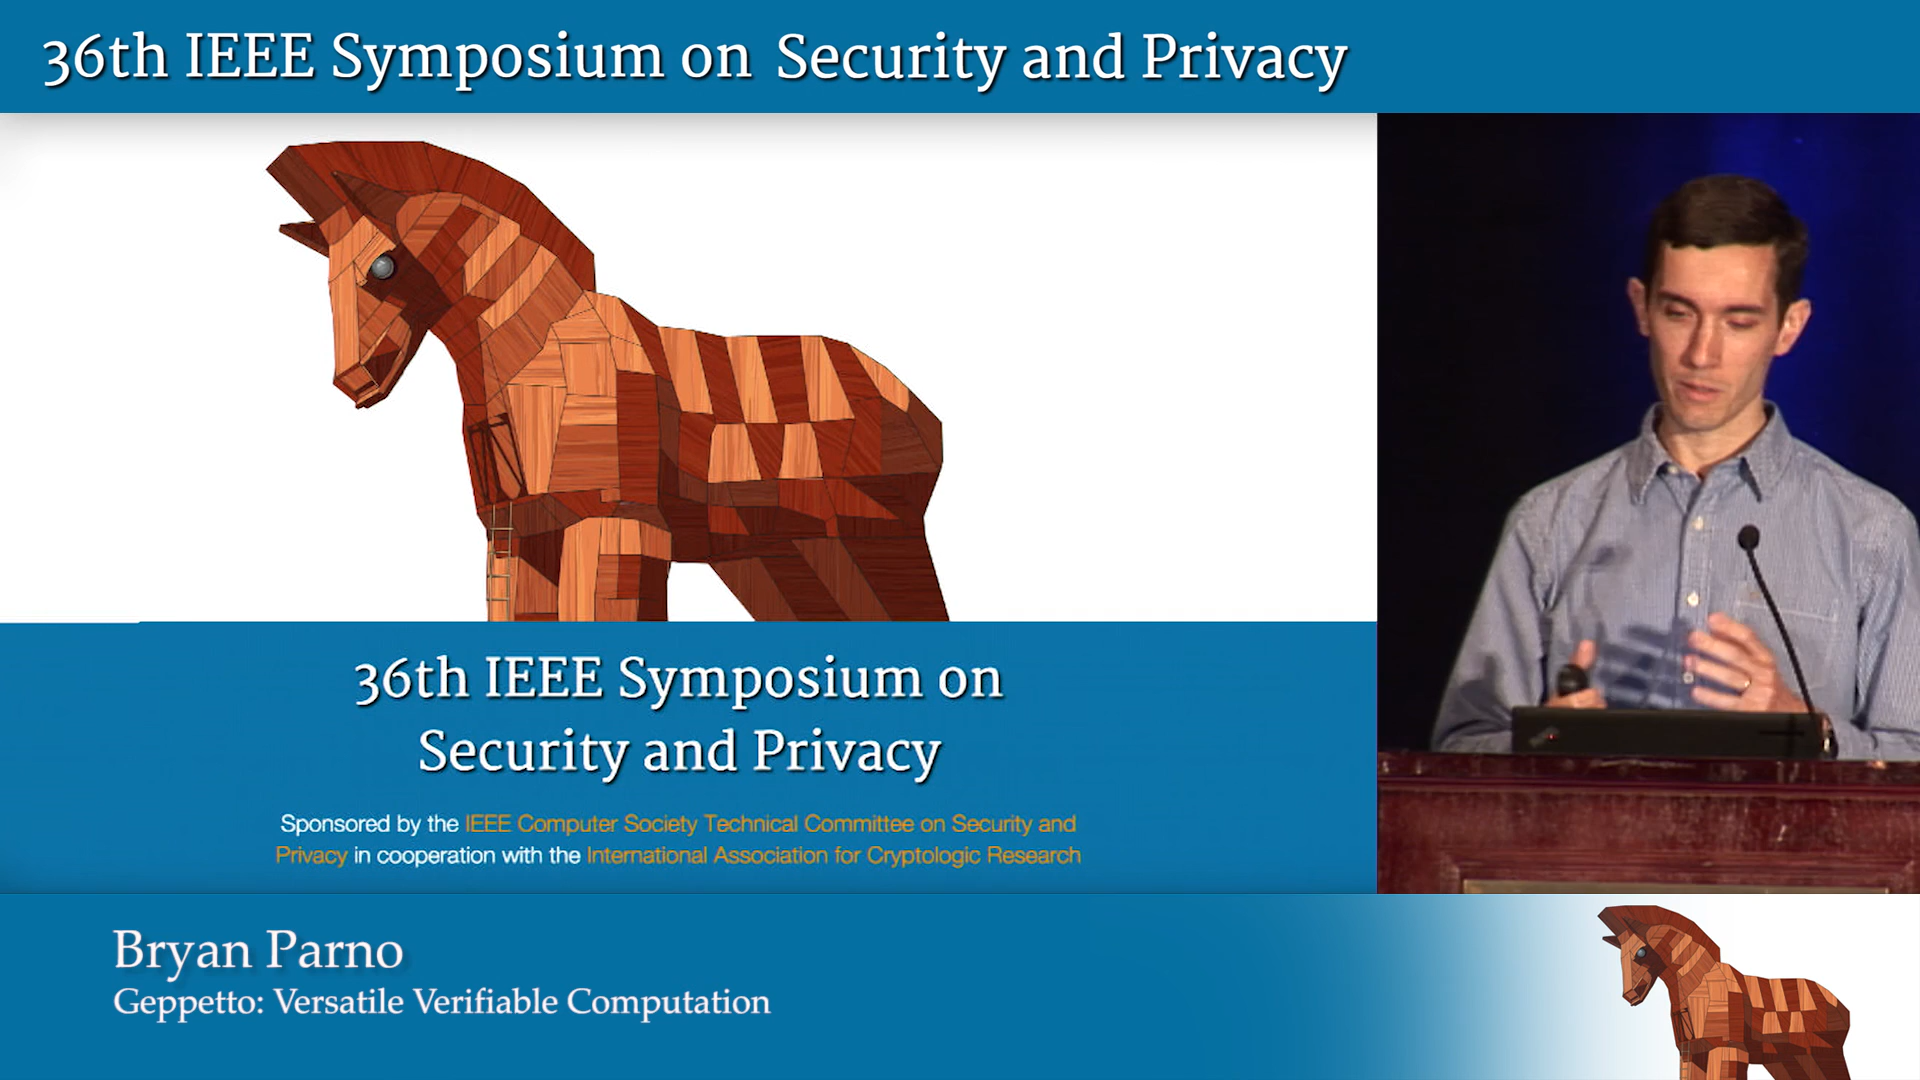 36th IEEE Symposium on Security and Privacy
36th IEEE Symposium on
Security and Privacy
Sponsored by the IEEE Computer Society Technical Committee on Security and
Privacy in cooperation with the International Association for Cryptologic Research
Bryan Parno
Geppetto: Versatile Verifiable Computation